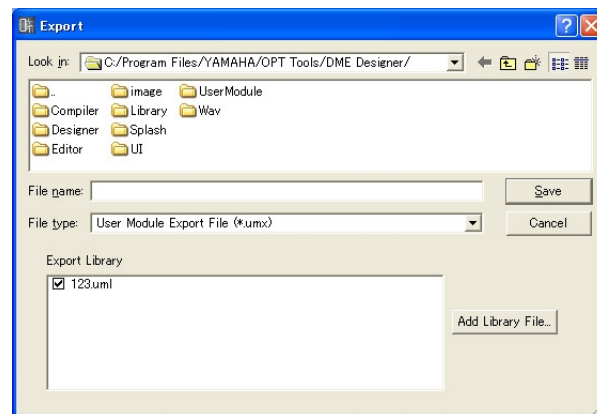 Export
Look in: C:/Program Files/YAMAHA/OPT Tools/DME Designer/
.. image UserModule
Compiler Library Wav
Designer Splash
Editor UI
File name: Save
File type: User Module Export File (*.umx) Cancel
Export Library
123.uml
Add Library File...